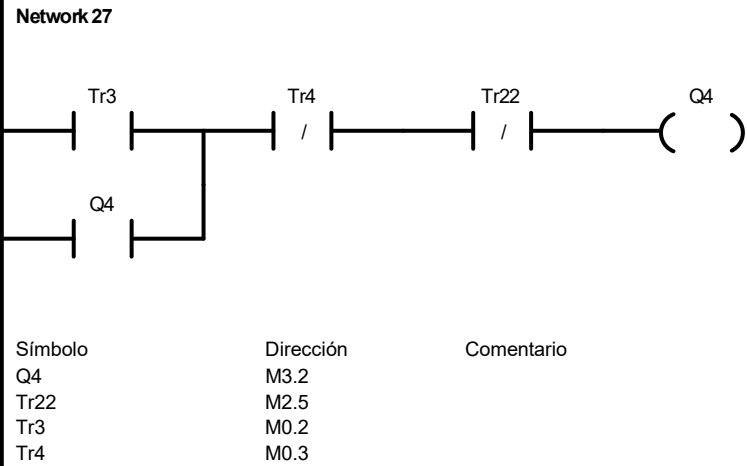 Network 27
Tr3 Tr4 Tr22 Q4
/ /
Q4
Símbolo Dirección Comentario
Q4 M3.2
Tr22 M2.5
Tr3 M0.2
Tr4 M0.3